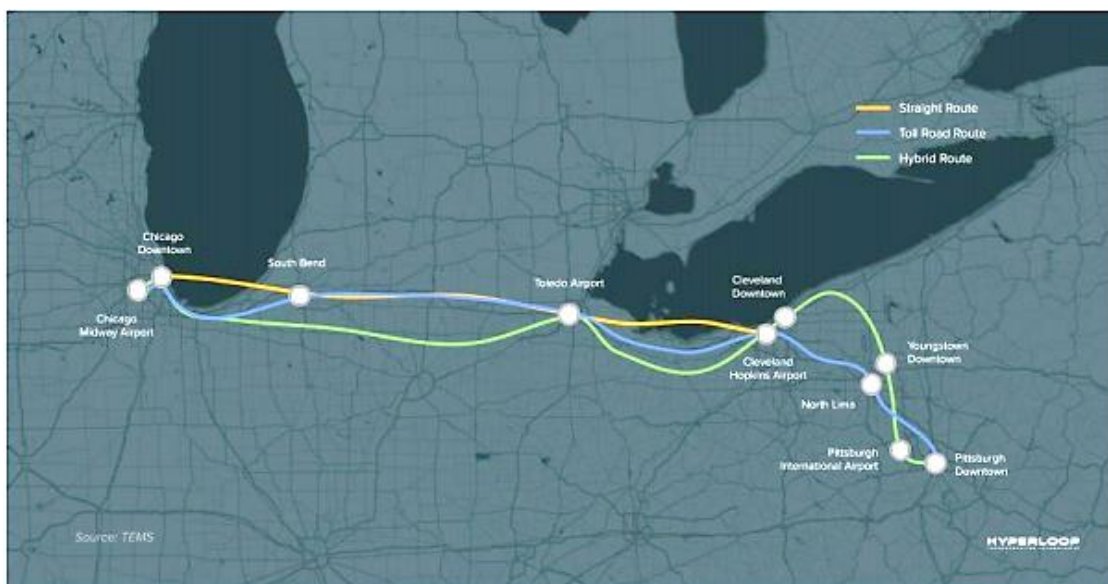 Straight Route
Toll Road Route
Hybrid Route
Chicago
Downtown
South Bend
Toledo Airport
Cleveland
Downtown
Chicago
Midway Airport
Cleveland
Hopkins Airport
Youngstown
Downtown
North Lima
Pittsburgh
International Airport
Pittsburgh
Downtown
Source: TEMS
HYPERLOOP